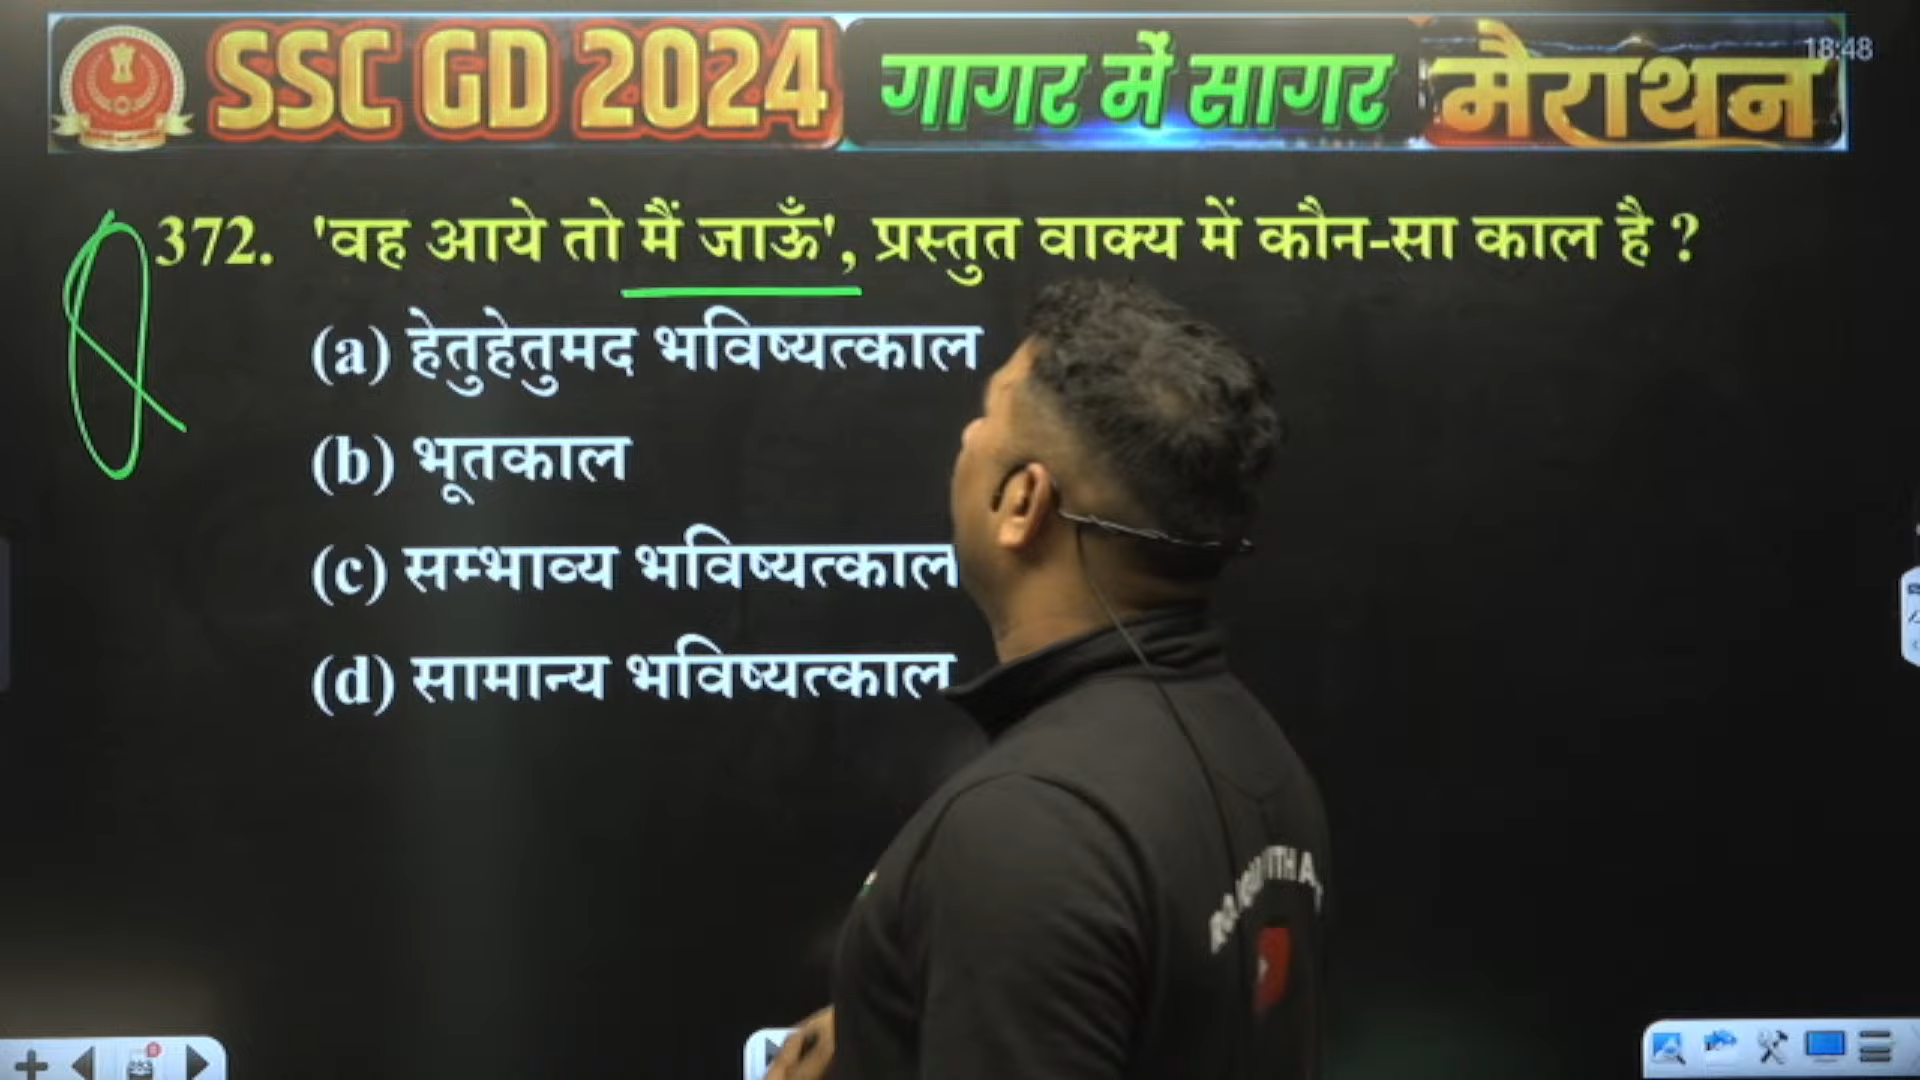 SSC GD 2024 गागर में सागर मैराथन
18:48
372. 'वह आये तो मैं जाऊँ', प्रस्तुत वाक्य में कौन-सा काल है ?
(a) हेतुहेतुमद भविष्यत्काल
(b) भूतकाल
(c) सम्भाव्य भविष्यत्काल
(d) सामान्य भविष्यत्काल